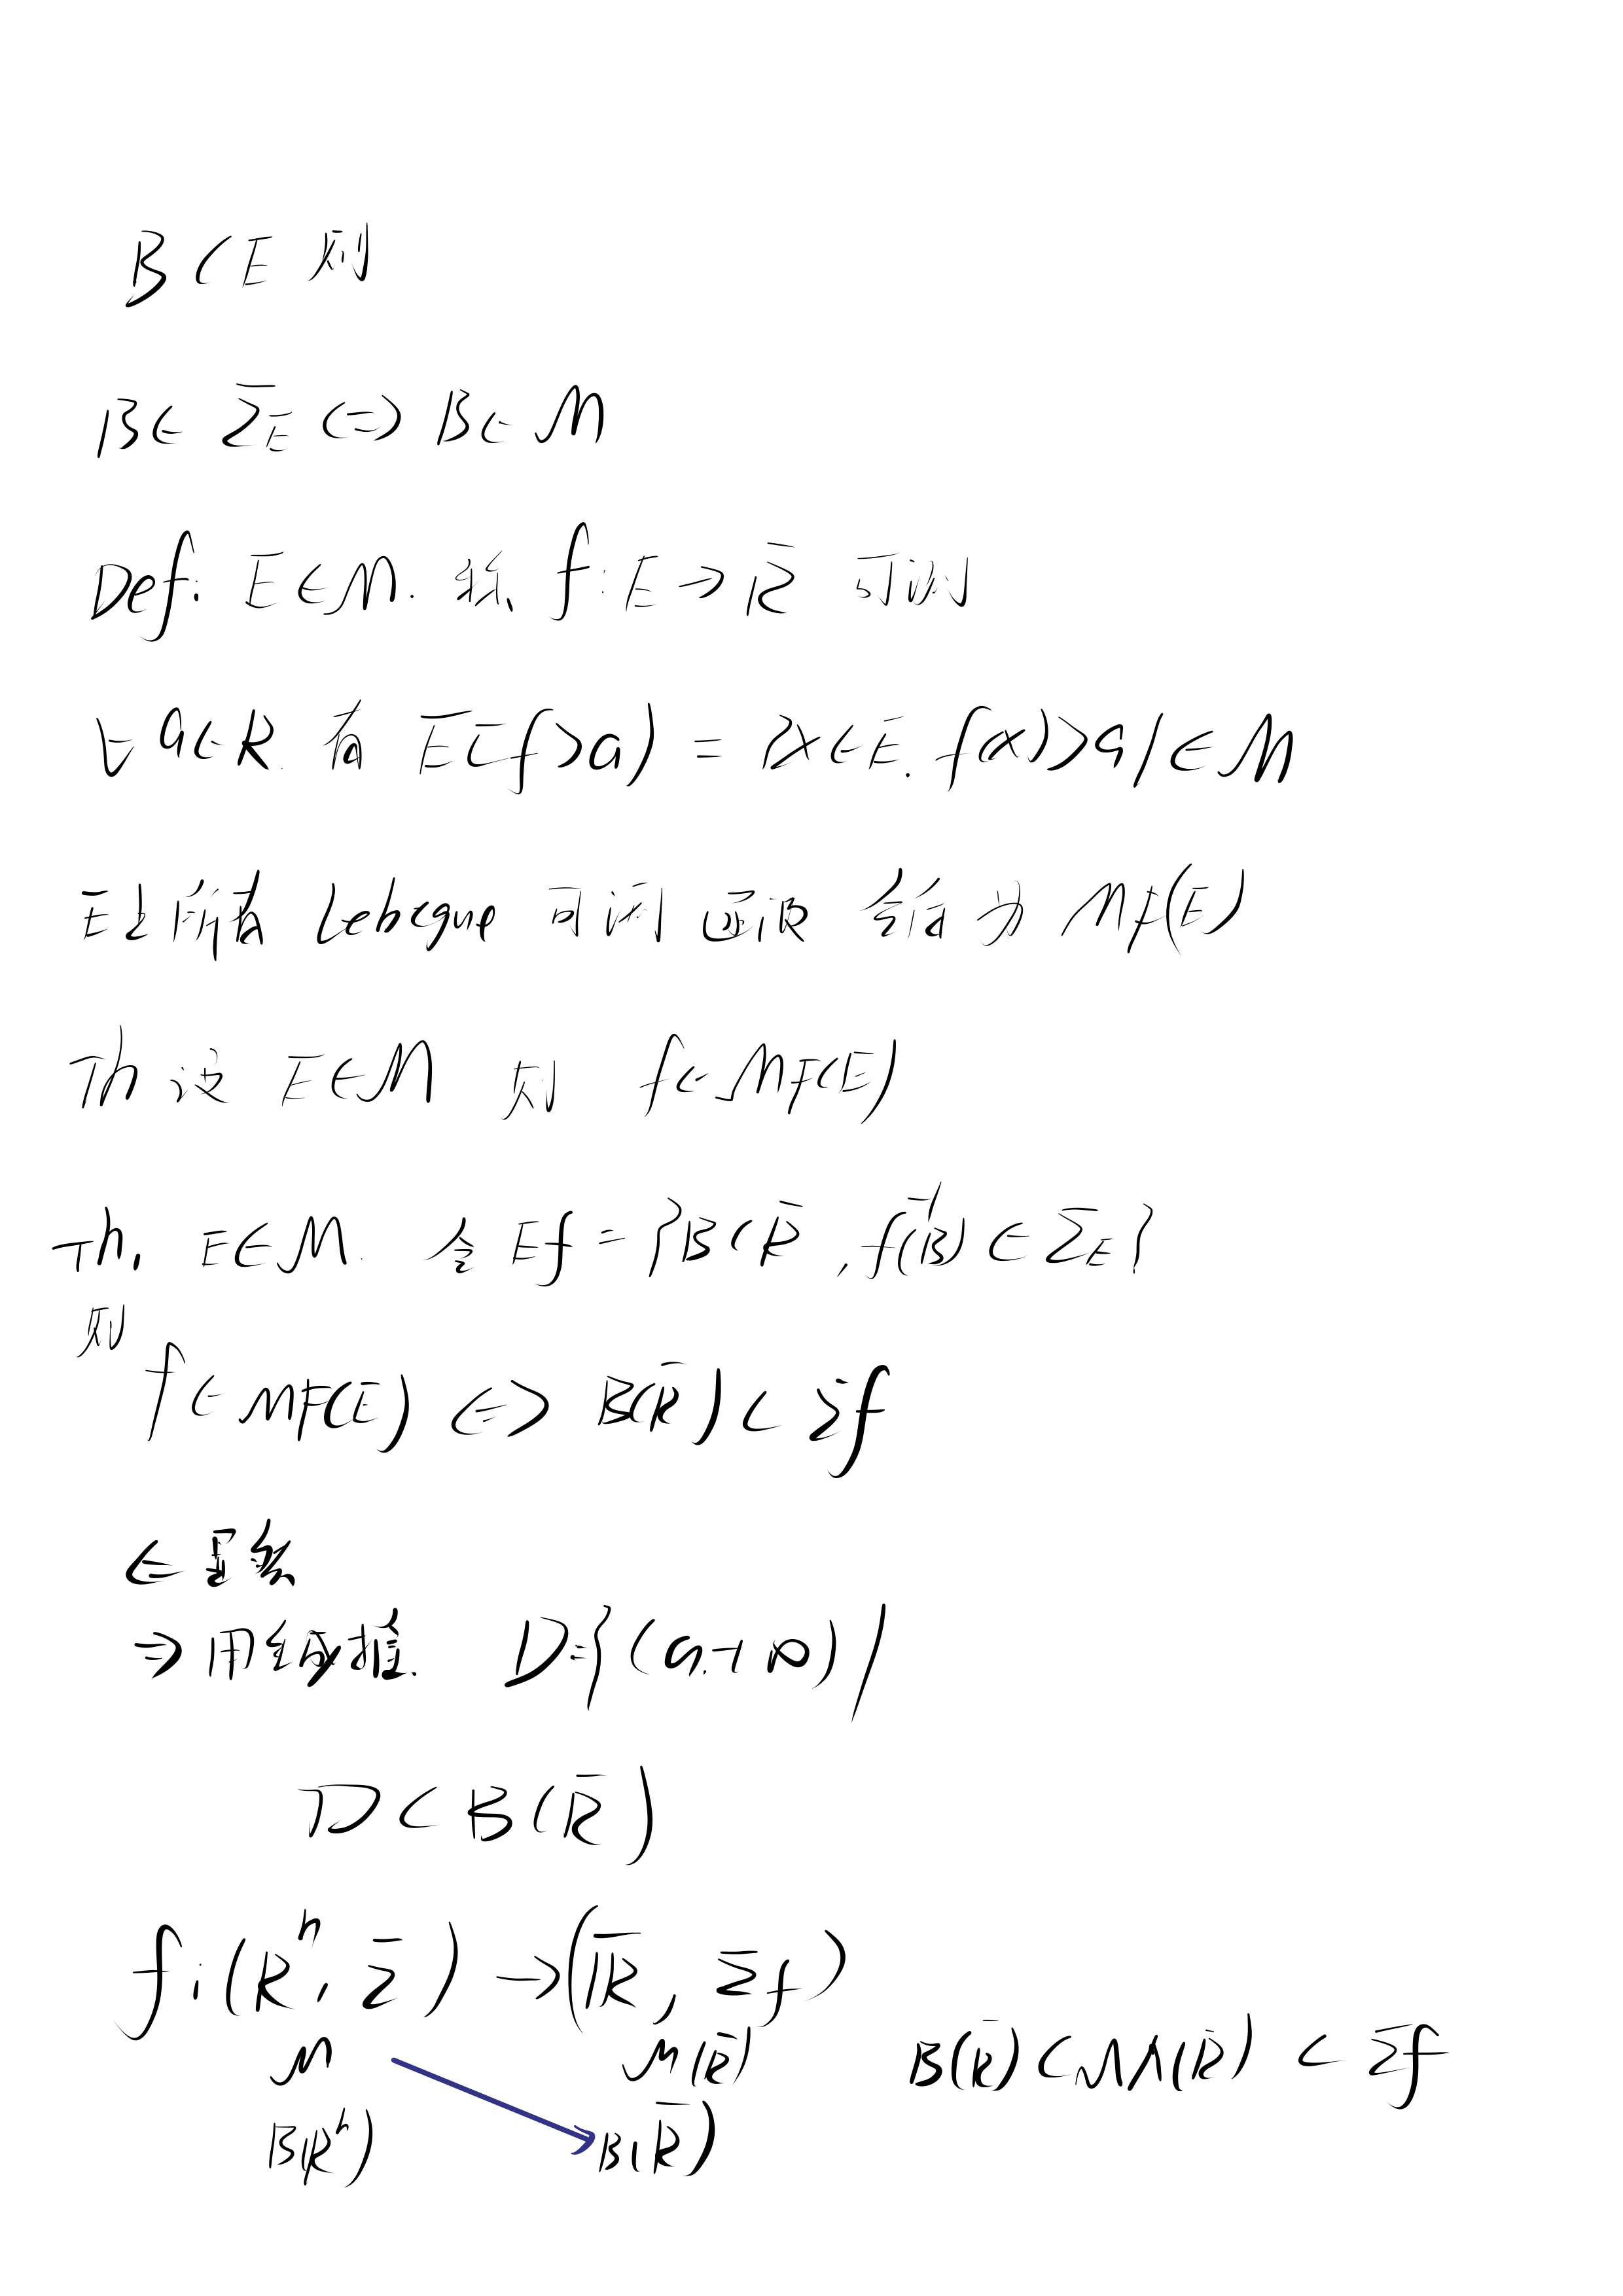 B ⊂ E 则
B ∈ Σ_E ⇔ B ∈ M
Def: E ∈ M. 称 f: E → R̄ 可测
∀ a ∈ R 有 E(f>a) = {x ∈ E. f(x)>a} ∈ M
E上所有 Lebesgue 可测函数 全体为 MF(E)
Th 设 E ∈ M 则 f ∈ MF(E)
Th. E ∈ M. 令 Σf = {B ⊂ R̄, f⁻¹(B) ∈ Σ_E}
则
f ∈ MF(E) ⇔ B(R̄) ⊂ Σf
⇐ 显然
⇒ 用结构推. D = {(a, +∞)}
D ⊂ B(R̄)
f: (Rⁿ, Σ) → (R̄, Σf)
M M(R̄) B(R̄) ⊂ M(R̄) ⊂ Σf
B(Rⁿ) B(R̄)